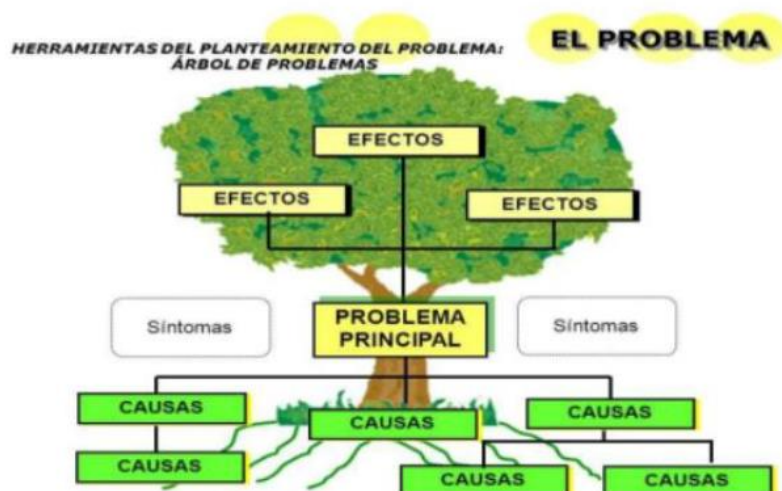 HERRAMIENTAS DEL PLANTEAMIENTO DEL PROBLEMA:
ÁRBOL DE PROBLEMAS
EL PROBLEMA
EFECTOS
EFECTOS
EFECTOS
Síntomas
PROBLEMA
PRINCIPAL
Síntomas
CAUSAS
CAUSAS
CAUSAS
CAUSAS
CAUSAS
CAUSAS